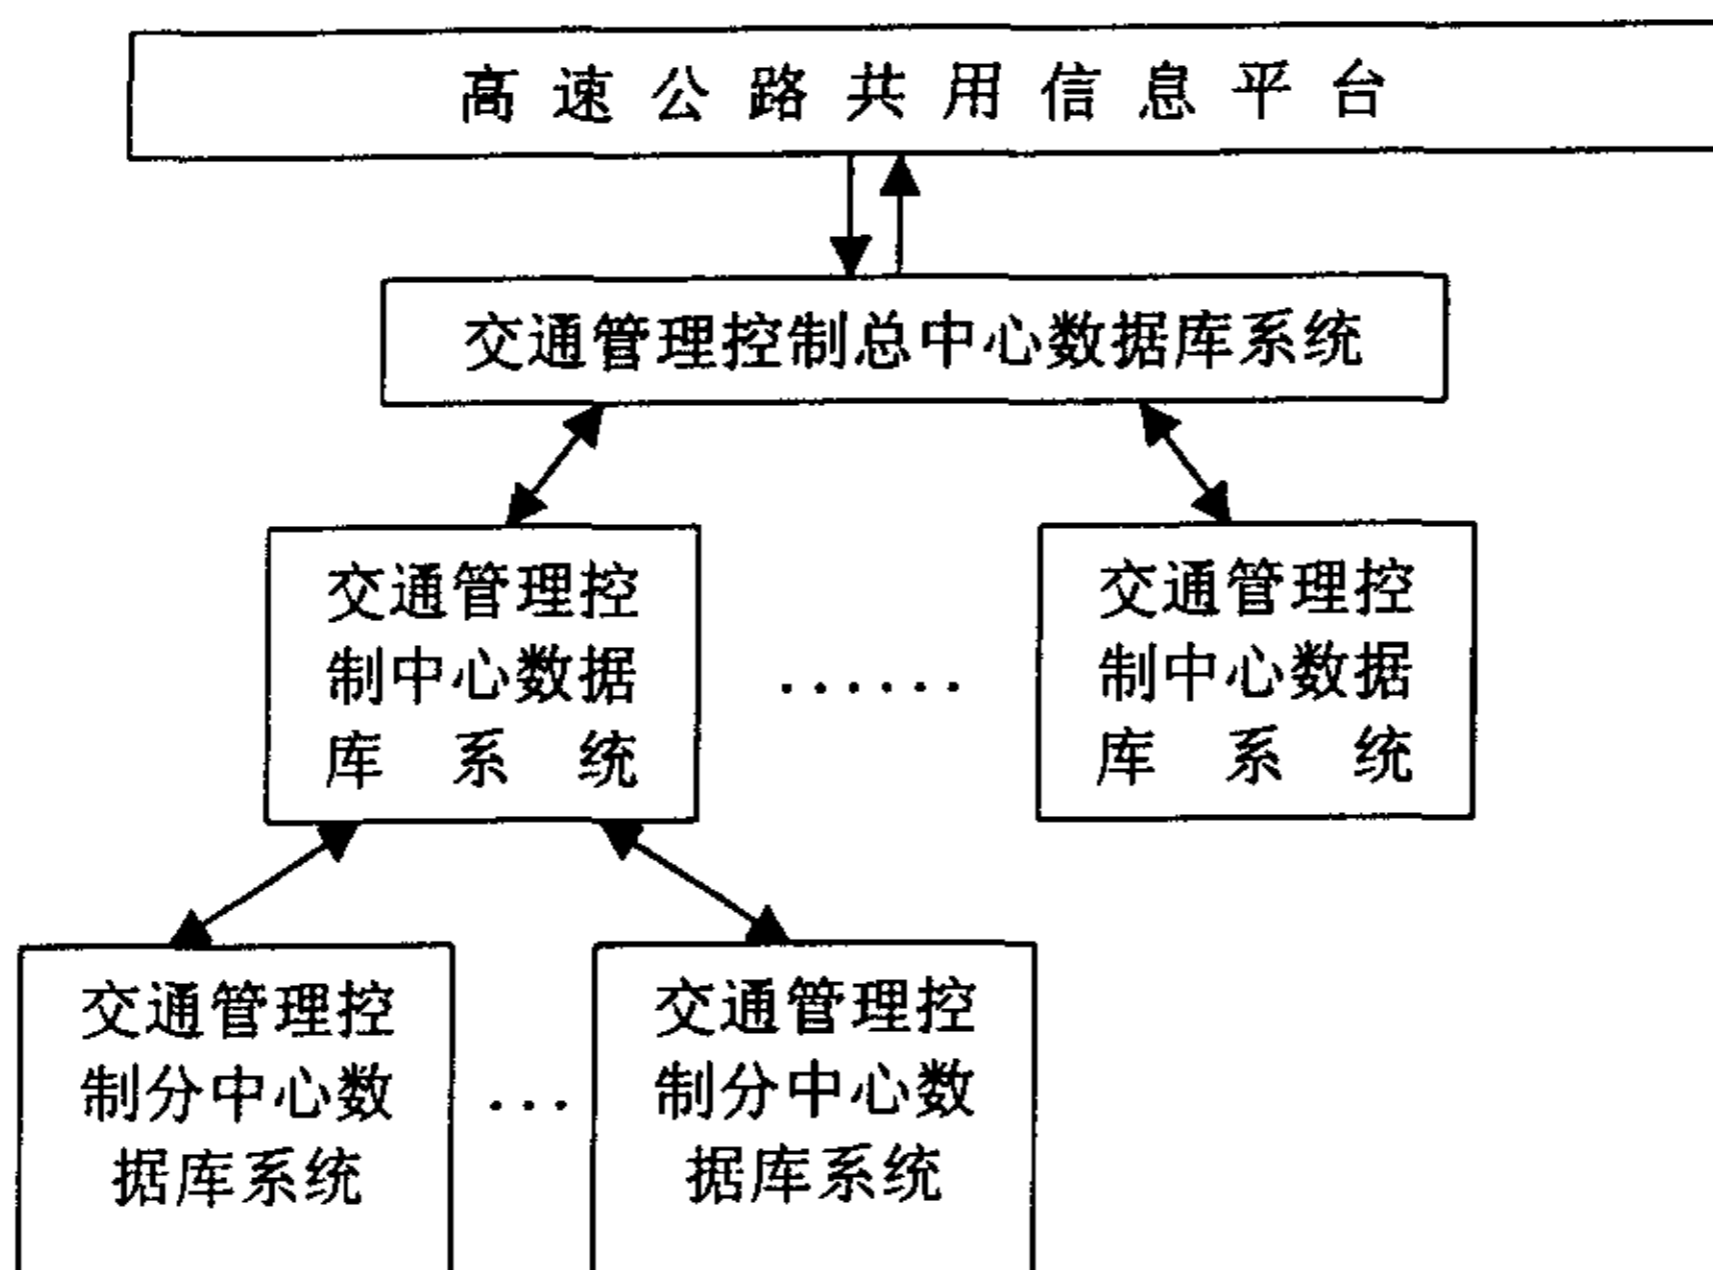 高速公路共用信息平台
交通管理控制总中心数据库系统
交通管理控
制中心数据
库系统
......
交通管理控
制中心数据
库系统
交通管理控
制分中心数
据库系统
...
交通管理控
制分中心数
据库系统